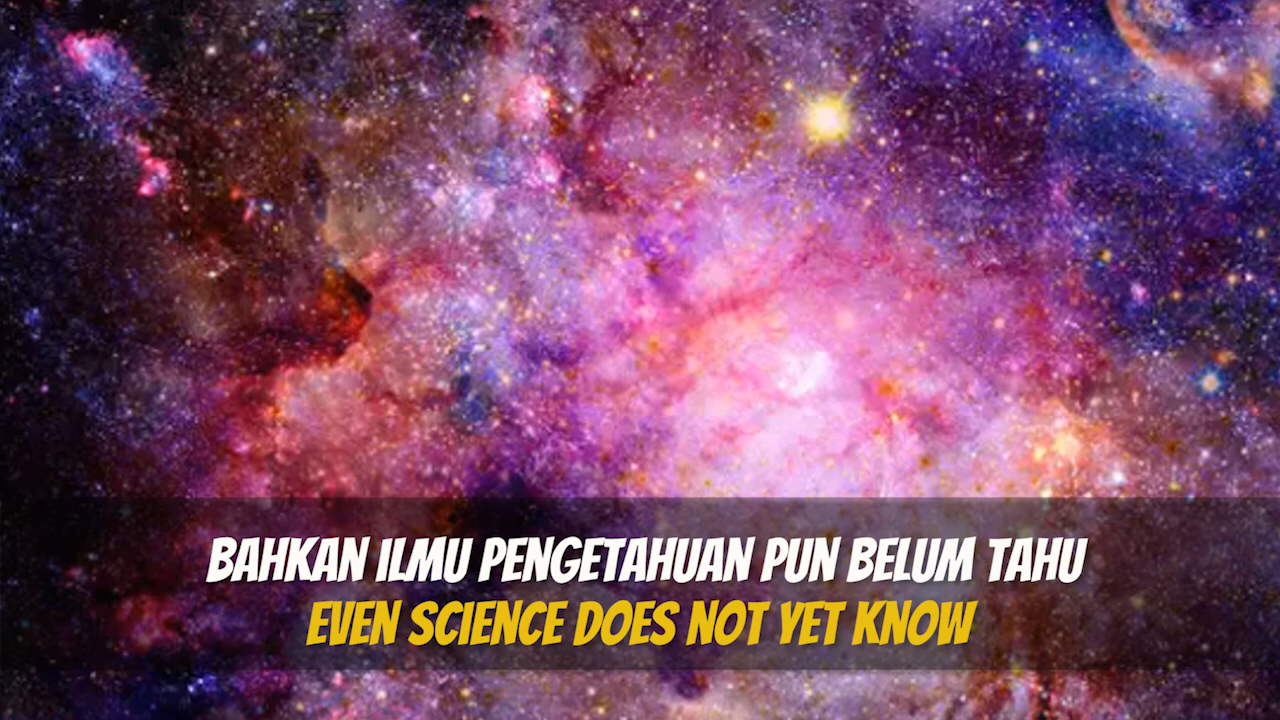 BAHKAN ILMU PENGETAHUAN PUN BELUM TAHU
EVEN SCIENCE DOES NOT YET KNOW